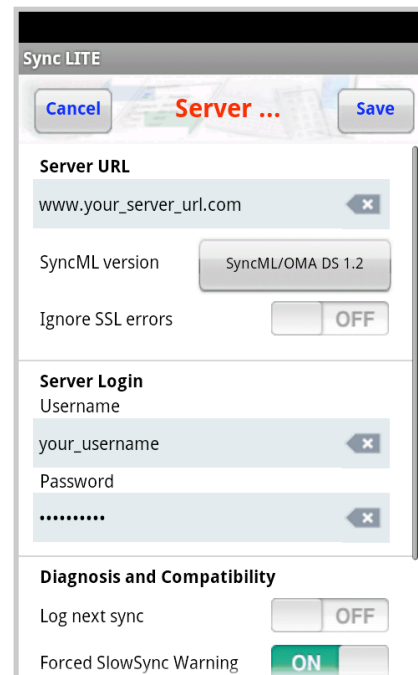 Sync LITE
Cancel Server ... Save
Server URL
www.your_server_url.com
SyncML version SyncML/OMA DS 1.2
Ignore SSL errors OFF
Server Login
Username
your_username
Password
••••••••••
Diagnosis and Compatibility
Log next sync OFF
Forced SlowSync Warning ON